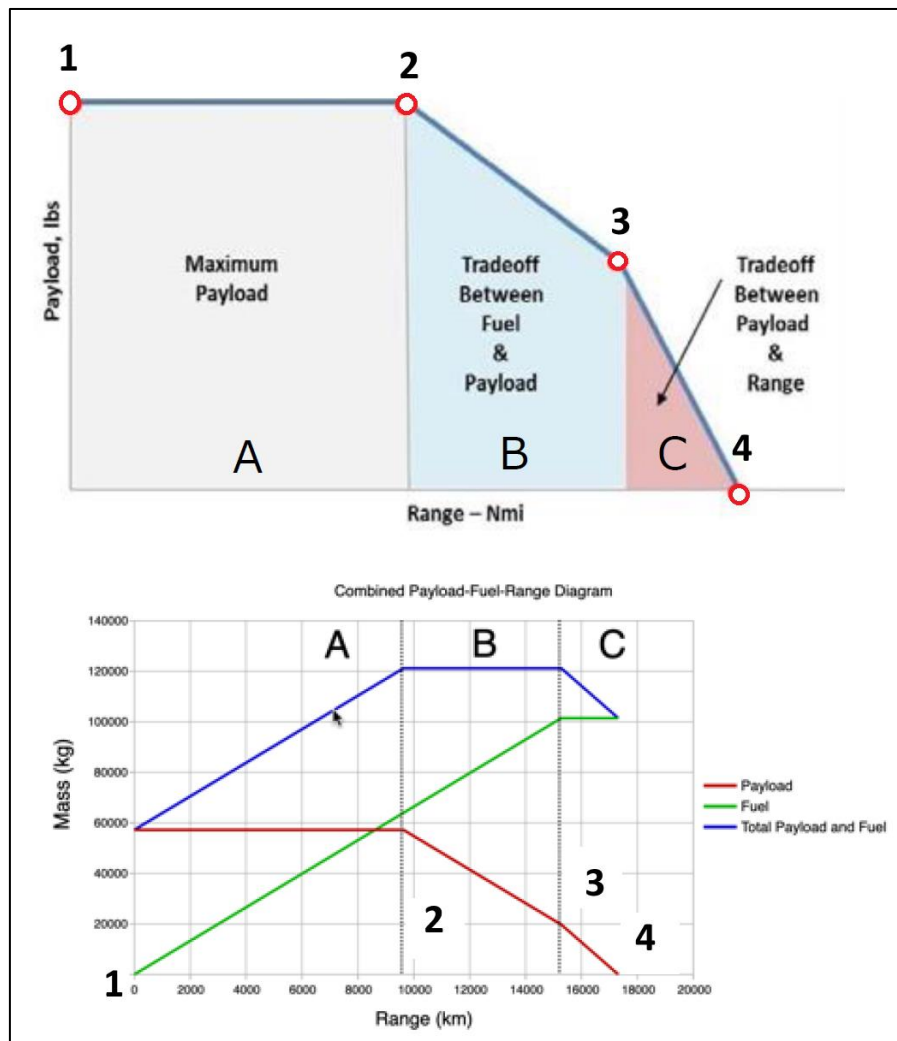 1
2
3
4
Payload, lbs
Maximum
Payload
Tradeoff
Between
Fuel
&
Payload
Tradeoff
Between
Payload
&
Range
A
B
C
Range – Nmi
Combined Payload-Fuel-Range Diagram
A
B
C
140000
120000
100000
80000
60000
40000
20000
0
Mass (kg)
Payload
Fuel
Total Payload and Fuel
1
2
3
4
0 2000 4000 6000 8000 10000 12000 14000 16000 18000 20000
Range (km)